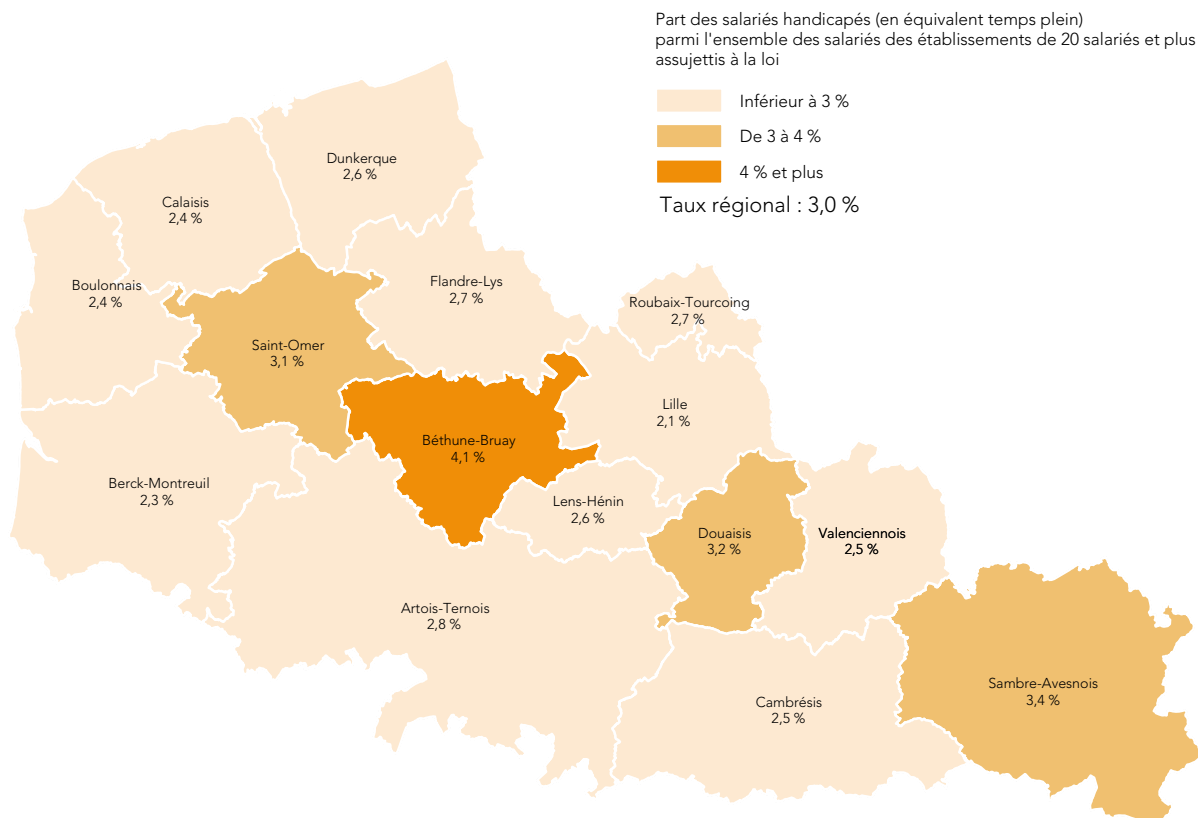 Part des salariés handicapés (en équivalent temps plein)
parmi l'ensemble des salariés des établissements de 20 salariés et plus
assujettis à la loi
Inférieur à 3 %
De 3 à 4 %
4 % et plus
Taux régional : 3,0 %
Dunkerque
2,6 %
Calaisis
2,4 %
Boulonnais
2,4 %
Flandre-Lys
2,7 %
Roubaix-Tourcoing
2,7 %
Saint-Omer
3,1 %
Lille
2,1 %
Béthune-Bruay
4,1 %
Berck-Montreuil
2,3 %
Lens-Hénin
2,6 %
Douaisis
3,2 %
Valenciennois
2,5 %
Artois-Ternois
2,8 %
Cambrésis
2,5 %
Sambre-Avesnois
3,4 %